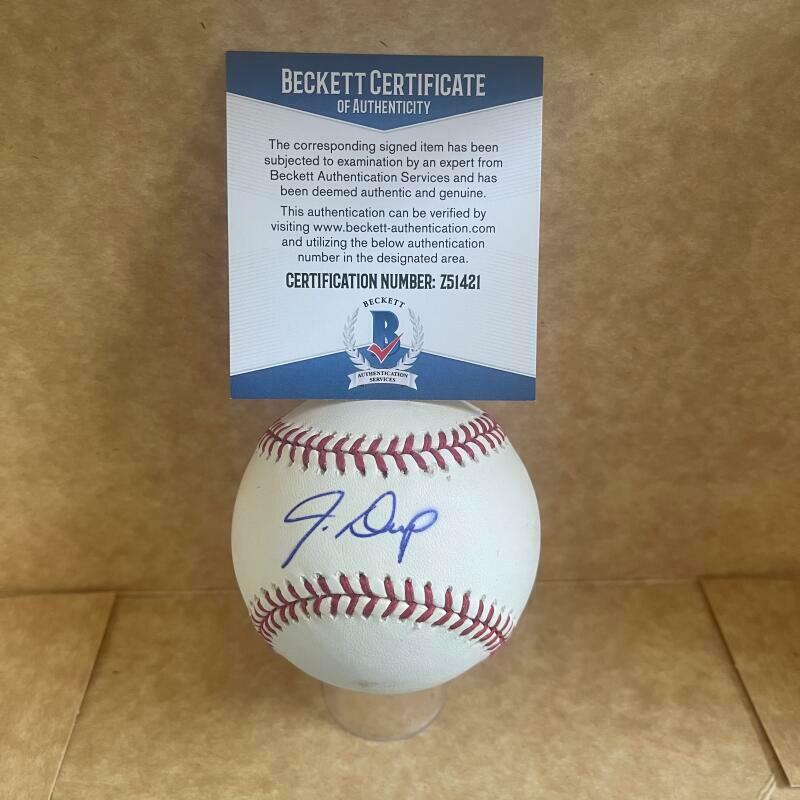 BECKETT CERTIFICATE
OF AUTHENTICITY
The corresponding signed item has been
subjected to examination by an expert from
Beckett Authentication Services and has
been deemed authentic and genuine.
This authentication can be verified by
visiting www.beckett-authentication.com
and utilizing the below authentication
number in the designated area.
CERTIFICATION NUMBER: Z51421
BECKETT
B
AUTHENTICATION
SERVICES